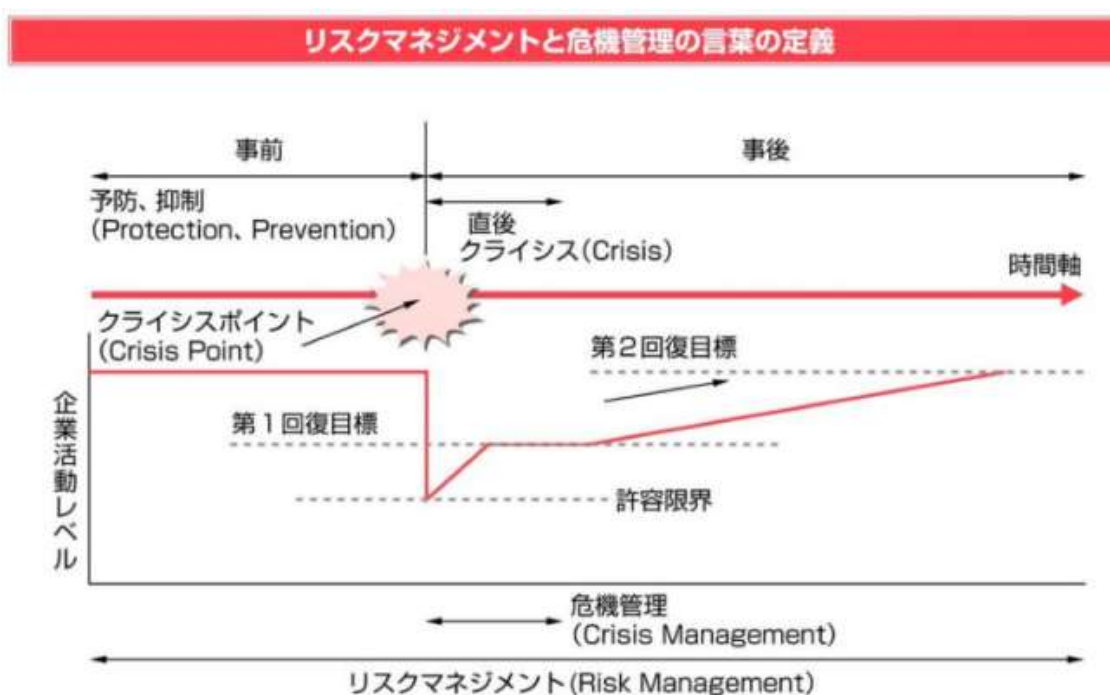 リスクマネジメントと危機管理の言葉の定義
事前
事後
予防、抑制
(Protection、Prevention)
直後
クライシス(Crisis)
時間軸
クライシスポイント
(Crisis Point)
第2回復目標
企業活動レベル
第1回復目標
許容限界
危機管理
(Crisis Management)
リスクマネジメント(Risk Management)